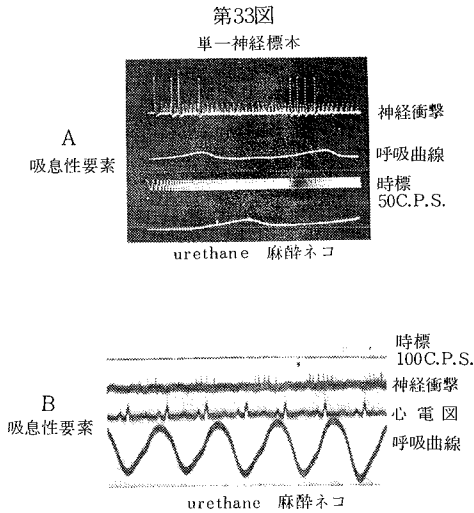 第33図
単一神経標本
A
吸息性要素
神経衝撃
呼吸曲線
時標
50C.P.S.
urethane 麻酔ネコ
時標
100C.P.S.
B
吸息性要素
神経衝撃
心電図
呼吸曲線
urethane 麻酔ネコ